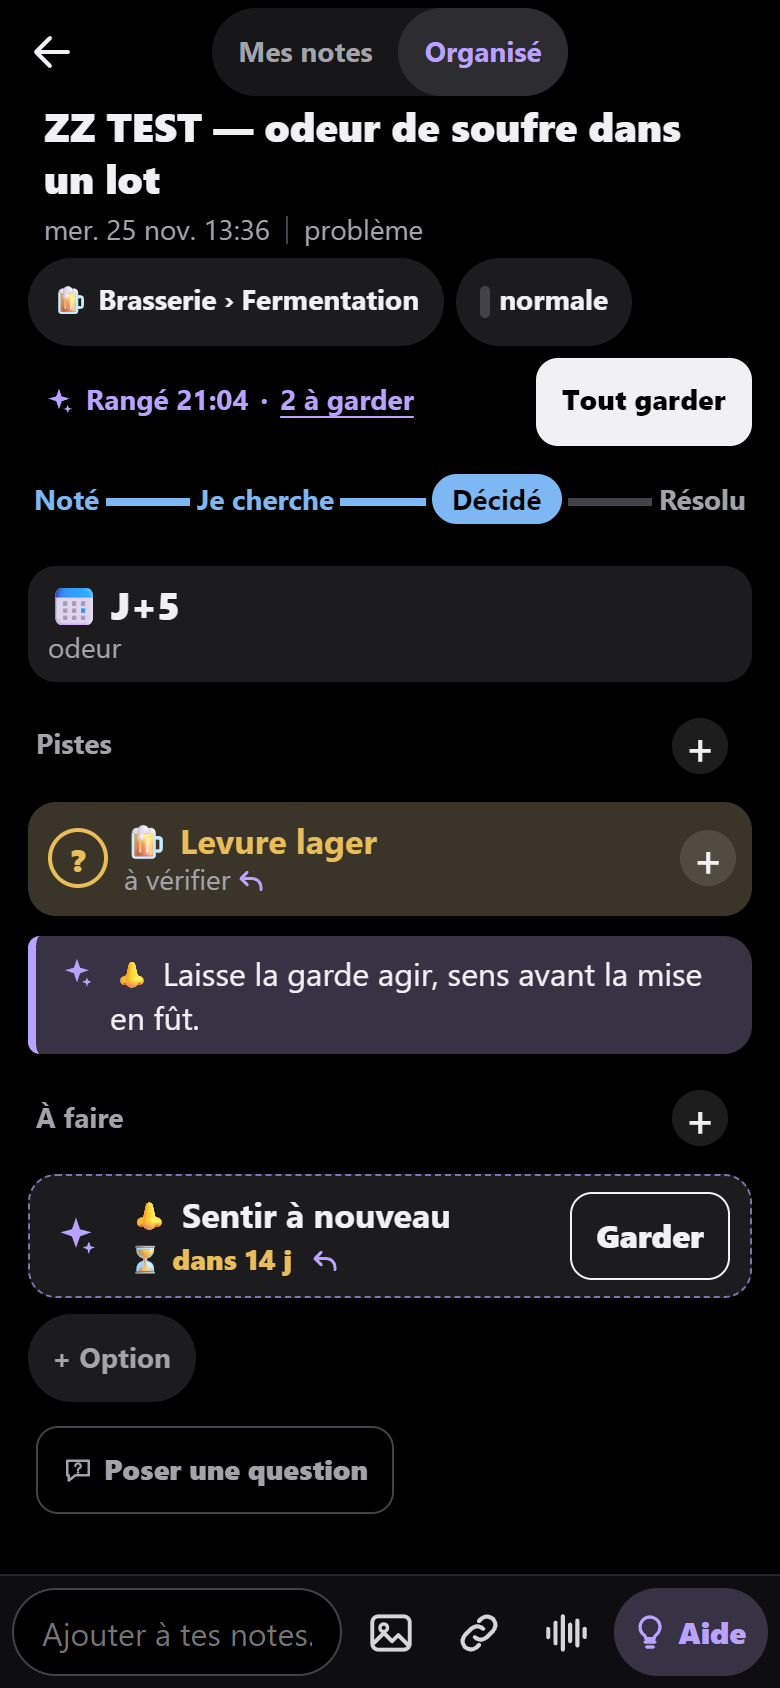 Mes notes
Organisé
ZZ TEST — odeur de soufre dans
un lot
mer. 25 nov. 13:36 | problème
Brasserie › Fermentation
normale
Rangé 21:04 · 2 à garder
Tout garder
Noté
Je cherche
Décidé
Résolu
J+5
odeur
Pistes
+
?
Levure lager
à vérifier
+
Laisse la garde agir, sens avant la mise
en fût.
À faire
+
Sentir à nouveau
dans 14 j
Garder
+ Option
Poser une question
Ajouter à tes notes.
Aide